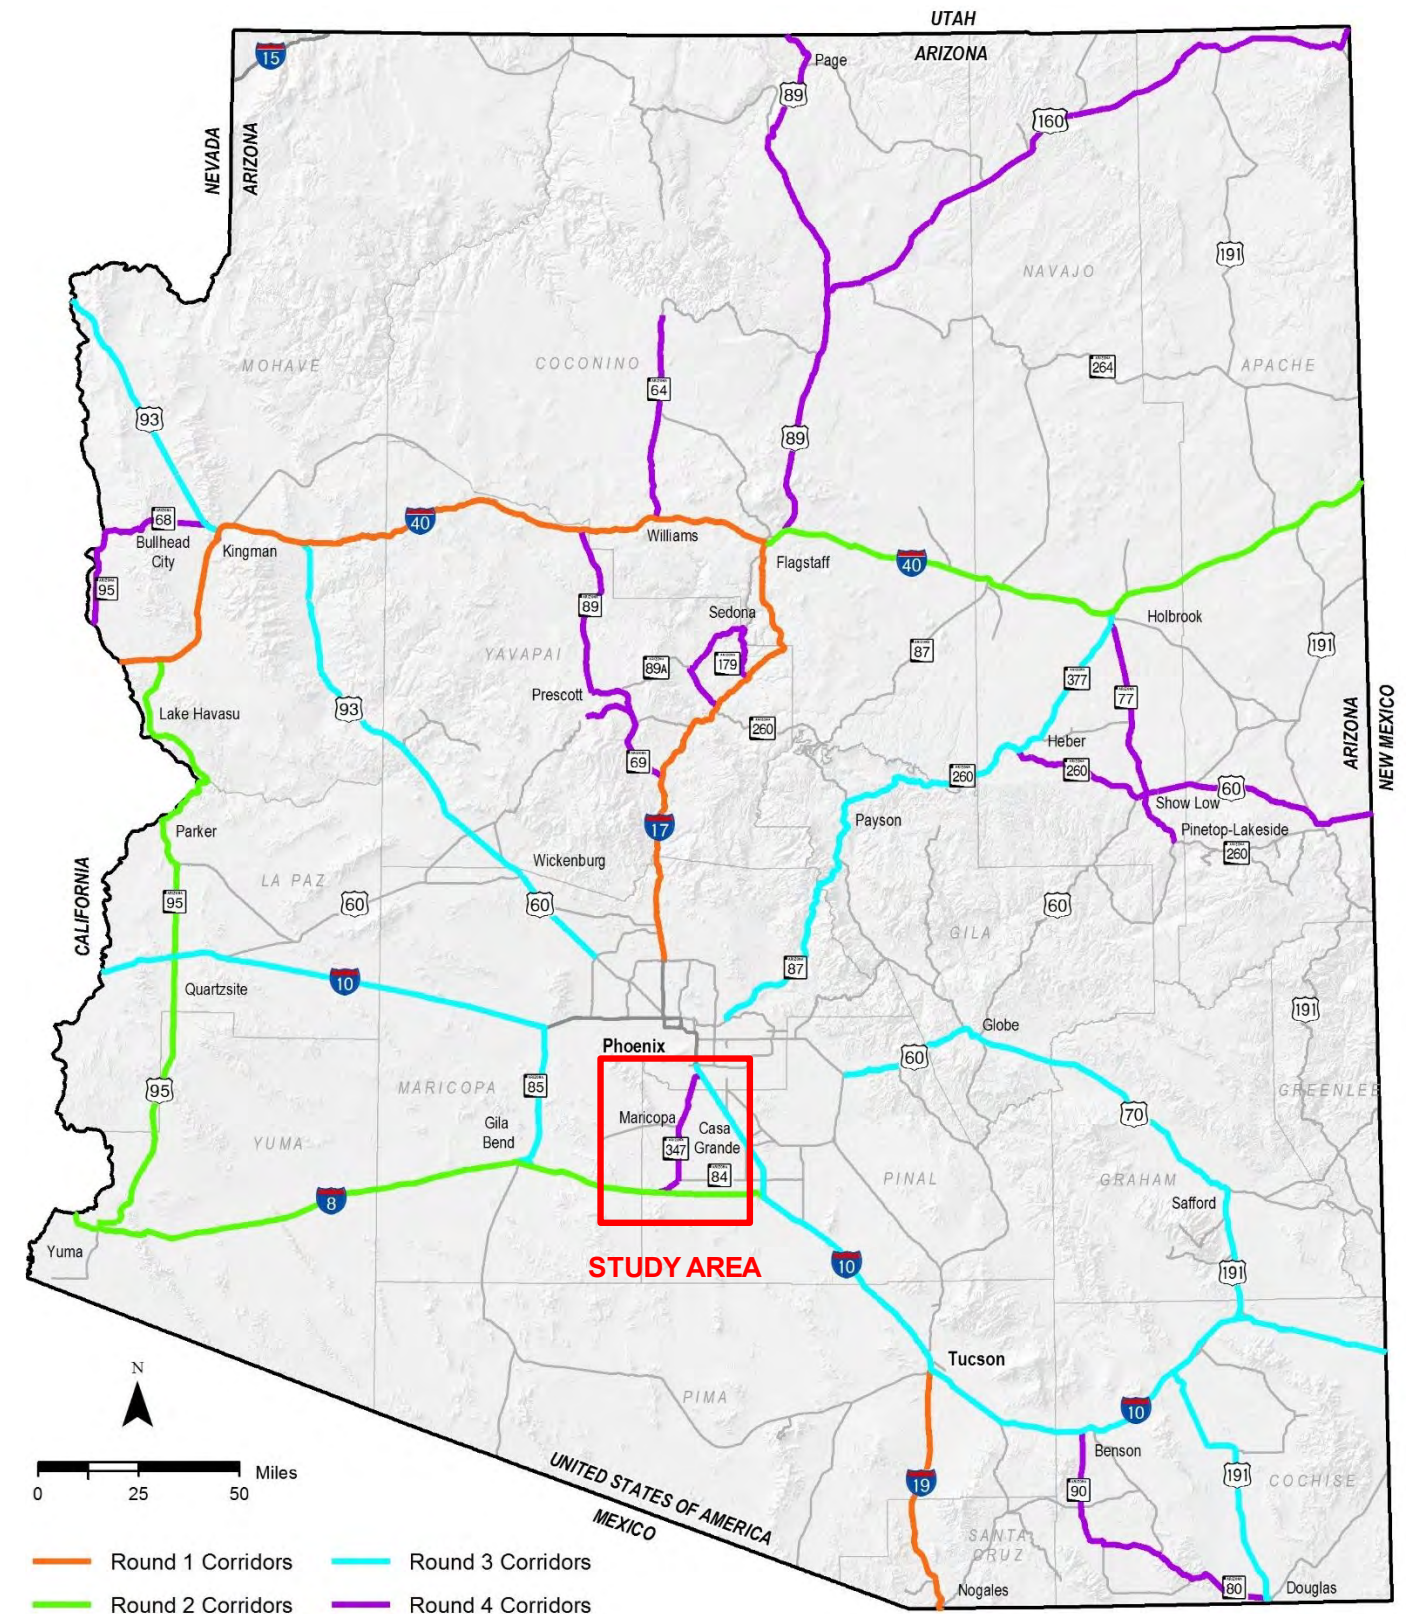 UTAH
ARIZONA
15
Page
89
160
NEVADA
ARIZONA
191
NAVAJO
MOHAVE
COCONINO
264
APACHE
64
93
89
68
Bullhead
City
Kingman
40
Williams
Flagstaff
40
95
89
Sedona
Holbrook
87
191
YAVAPAI
89A
179
377
77
Prescott
Lake Havasu
93
260
Heber
ARIZONA
NEW MEXICO
69
260
260
60
Show Low
Parker
17
Payson
Pinetop-Lakeside
260
Wickenburg
LA PAZ
CALIFORNIA
95
60
60
60
GILA
87
10
Quartzsite
191
Globe
Phoenix
60
MARICOPA
85
95
GREENLEE
70
Gila
Bend
Maricopa
Casa
Grande
YUMA
347
84
PINAL
GRAHAM
Safford
8
Yuma
STUDY AREA
10
191
N
Tucson
PIMA
10
Benson
Miles
0
25
50
UNITED STATES OF AMERICA
MEXICO
19
90
191
COCHISE
SANTA
CRUZ
Nogales
80
Douglas
Round 1 Corridors
Round 3 Corridors
Round 2 Corridors
Round 4 Corridors